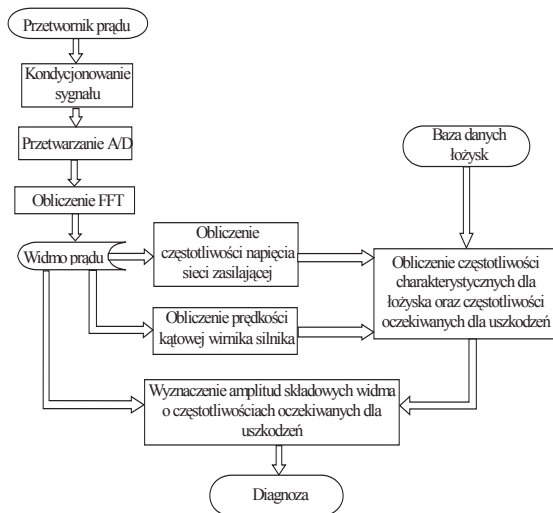 Przetwornik prądu
Kondycjonowanie
sygnału
Przetwarzanie A/D
Obliczenie FFT
Widmo prądu
Obliczenie
częstotliwości napięcia
sieci zasilającej
Obliczenie prędkości
kątowej wirnika silnika
Baza danych
łożysk
Obliczenie częstotliwości
charakterystycznych dla
łożyska oraz częstotliwości
oczekiwanych dla uszkodzeń
Wyznaczenie amplitud składowych widma
o częstotliwościach oczekiwanych dla
uszkodzeń
Diagnoza